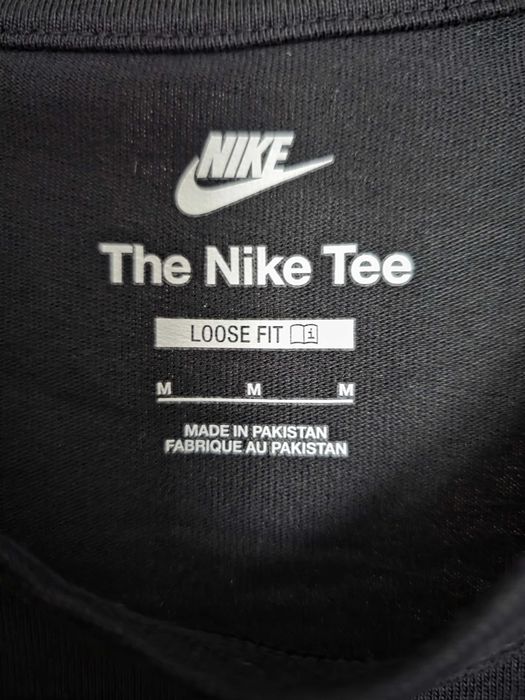 NIKE
The Nike Tee
LOOSE FIT
M M M
MADE IN PAKISTAN
FABRIQUE AU PAKISTAN